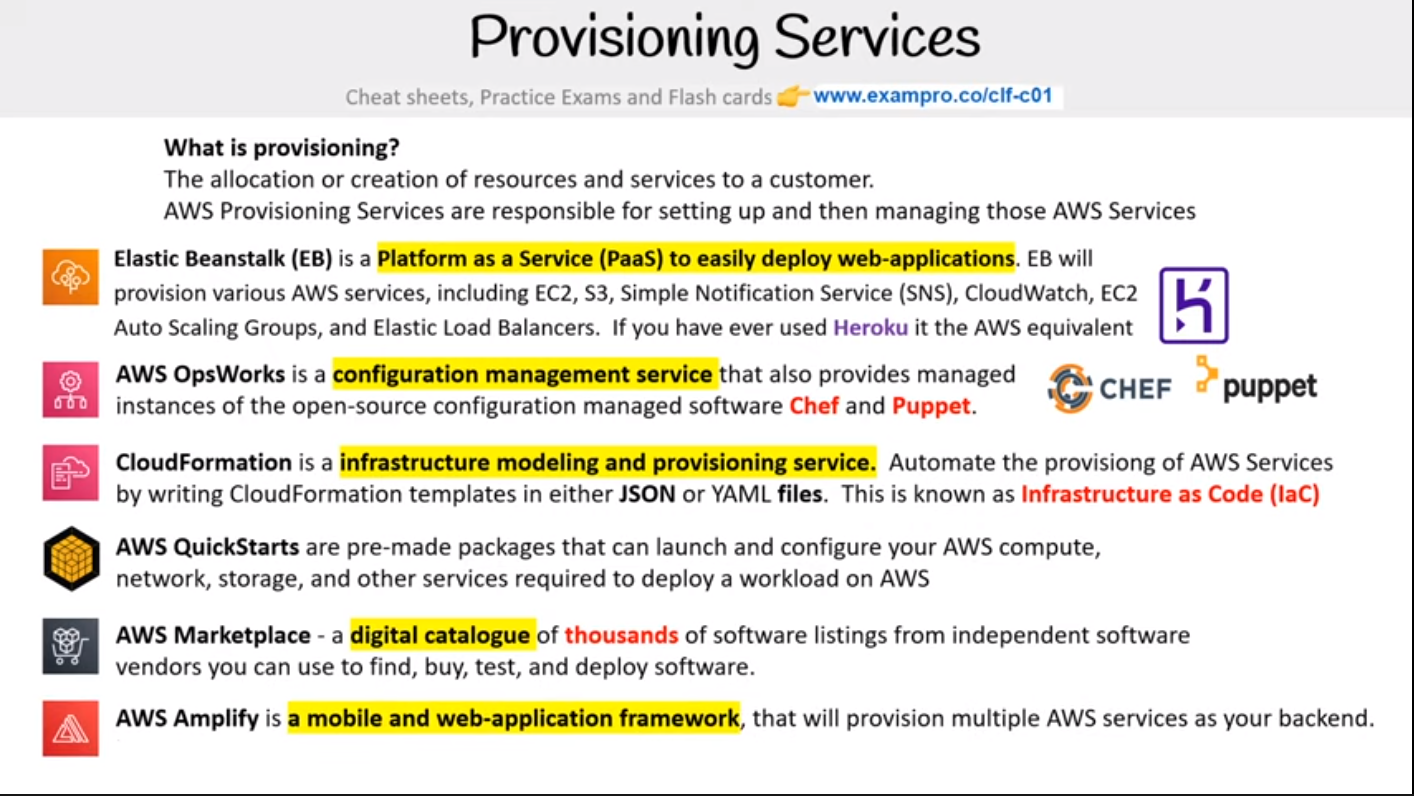 Provisioning Services
Cheat sheets, Practice Exams and Flash cards 👉 www.exampro.co/clf-c01
What is provisioning?
The allocation or creation of resources and services to a customer.
AWS Provisioning Services are responsible for setting up and then managing those AWS Services
Elastic Beanstalk (EB) is a Platform as a Service (PaaS) to easily deploy web-applications. EB will
provision various AWS services, including EC2, S3, Simple Notification Service (SNS), CloudWatch, EC2
Auto Scaling Groups, and Elastic Load Balancers. If you have ever used Heroku it the AWS equivalent
AWS OpsWorks is a configuration management service that also provides managed
instances of the open-source configuration managed software Chef and Puppet.
CHEF
puppet
CloudFormation is a infrastructure modeling and provisioning service. Automate the provisiong of AWS Services
by writing CloudFormation templates in either JSON or YAML files. This is known as Infrastructure as Code (IaC)
AWS QuickStarts are pre-made packages that can launch and configure your AWS compute,
network, storage, and other services required to deploy a workload on AWS
AWS Marketplace - a digital catalogue of thousands of software listings from independent software
vendors you can use to find, buy, test, and deploy software.
AWS Amplify is a mobile and web-application framework, that will provision multiple AWS services as your backend.